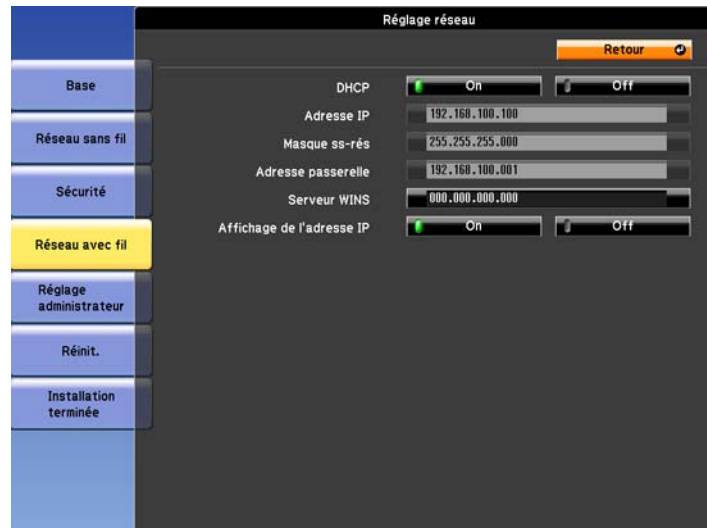 Réglage réseau
Retour
Base
Réseau sans fil
Sécurité
Réseau avec fil
Réglage
administrateur
Réinit.
Installation
terminée
DHCP On Off
Adresse IP 192.168.100.100
Masque ss-rés 255.255.255.000
Adresse passerelle 192.168.100.001
Serveur WINS 000.000.000.000
Affichage de l'adresse IP On Off